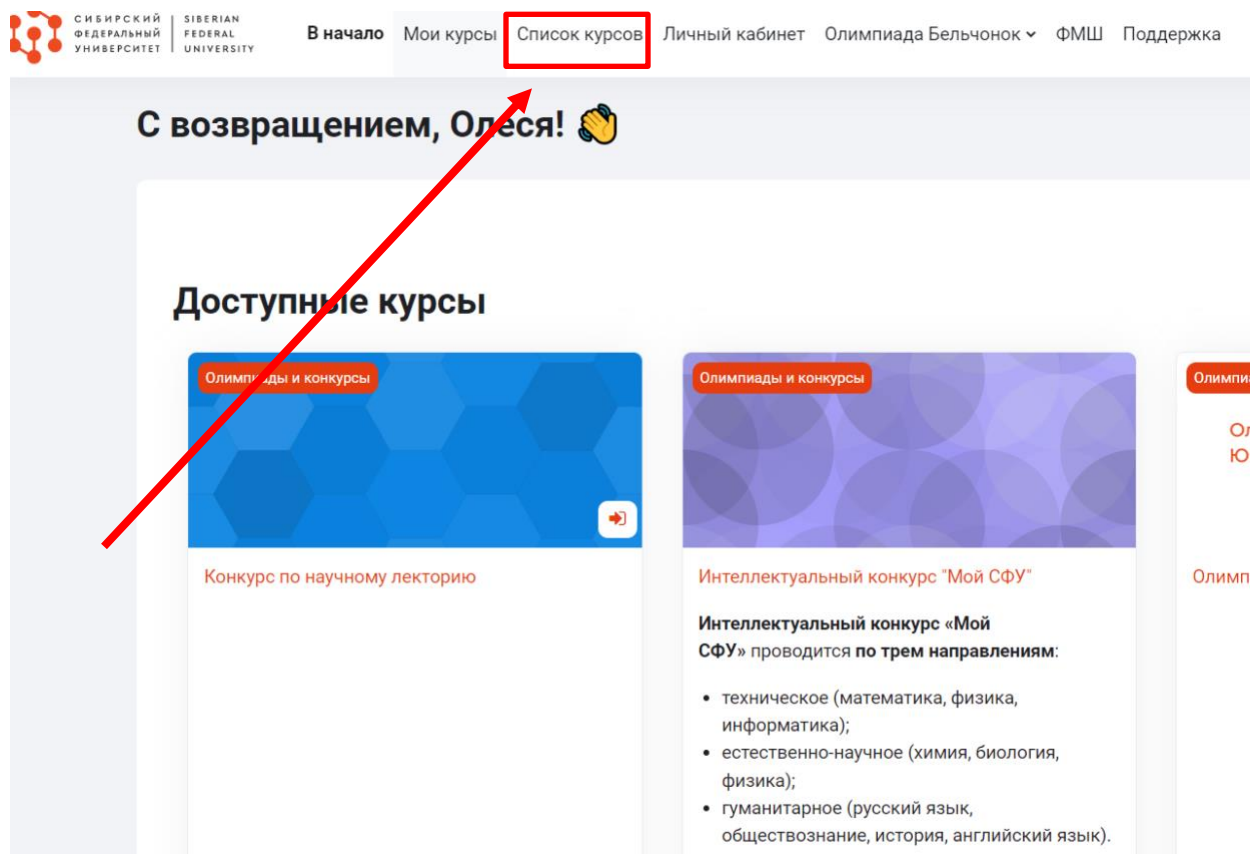 СИБИРСКИЙ
ФЕДЕРАЛЬНЫЙ
УНИВЕРСИТЕТ
SIBERIAN
FEDERAL
UNIVERSITY
В начало Мои курсы Список курсов Личный кабинет Олимпиада Бельчонок ФМШ Поддержка
С возвращением, Олеся! 👋
Доступные курсы
Олимпиады и конкурсы
Конкурс по научному лекторию
Олимпиады и конкурсы
Интеллектуальный конкурс "Мой СФУ"
Интеллектуальный конкурс «Мой
СФУ» проводится по трем направлениям:
• техническое (математика, физика,
информатика);
• естественно-научное (химия, биология,
физика);
• гуманитарное (русский язык,
обществознание, история, английский язык).